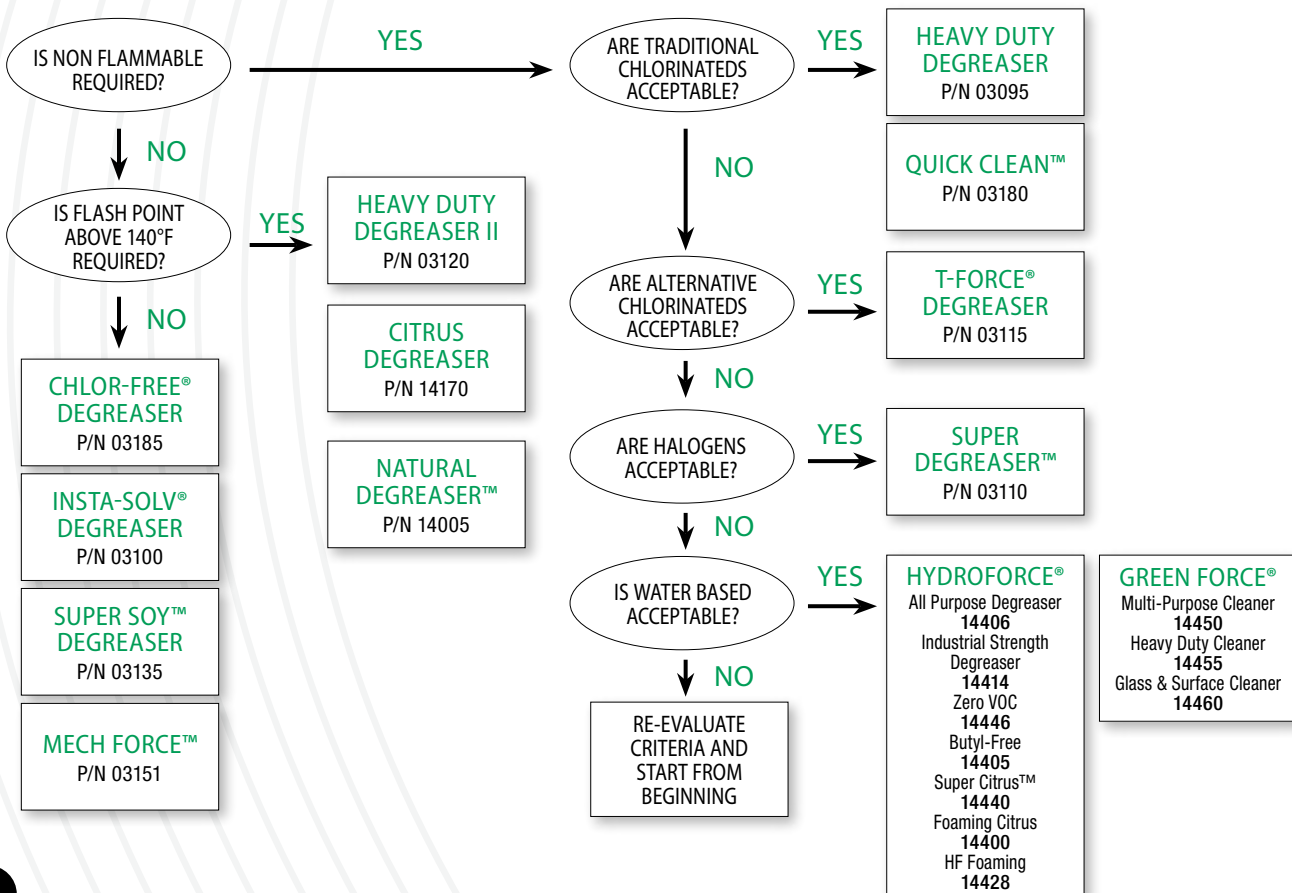 IS NON FLAMMABLE
REQUIRED?
YES
ARE TRADITIONAL
CHLORINATEDS
ACCEPTABLE?
YES
HEAVY DUTY
DEGREASER
P/N 03095
QUICK CLEAN™
P/N 03180
NO
NO
IS FLASH POINT
ABOVE 140°F
REQUIRED?
YES
HEAVY DUTY
DEGREASER II
P/N 03120
CITRUS
DEGREASER
P/N 14170
NATURAL
DEGREASER™
P/N 14005
NO
CHLOR-FREE®
DEGREASER
P/N 03185
INSTA-SOLV®
DEGREASER
P/N 03100
SUPER SOY™
DEGREASER
P/N 03135
MECH FORCE™
P/N 03151
ARE ALTERNATIVE
CHLORINATEDS
ACCEPTABLE?
YES
T-FORCE®
DEGREASER
P/N 03115
NO
ARE HALOGENS
ACCEPTABLE?
YES
SUPER
DEGREASER™
P/N 03110
NO
IS WATER BASED
ACCEPTABLE?
YES
HYDROFORCE®
All Purpose Degreaser
14406
Industrial Strength
Degreaser
14414
Zero VOC
14446
Butyl-Free
14405
Super Citrus™
14440
Foaming Citrus
14400
HF Foaming
14428
GREEN FORCE®
Multi-Purpose Cleaner
14450
Heavy Duty Cleaner
14455
Glass & Surface Cleaner
14460
NO
RE-EVALUATE
CRITERIA AND
START FROM
BEGINNING